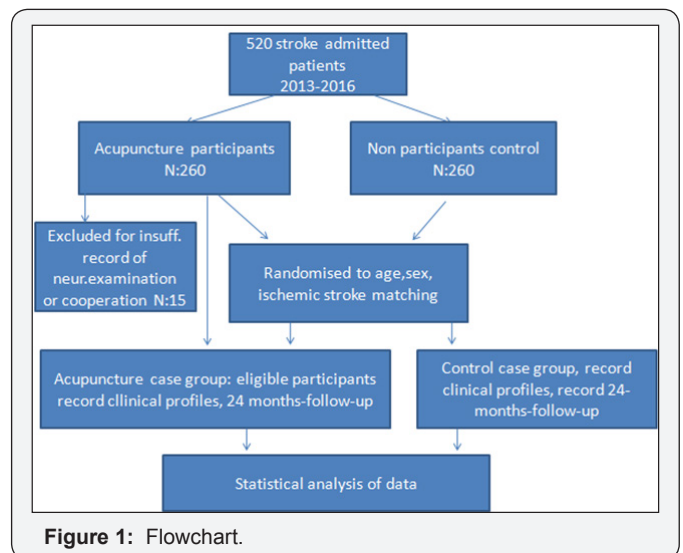 520 stroke admitted
patients
2013-2016
Acupuncture participants
N:260
Non participants control
N:260
Excluded for insuff.
record of
neur.examination
or cooperation N:15
Randomised to age,sex,
ischemic stroke matching
Acupuncture case group: eligible participants
record cllinical profiles, 24 months-follow-up
Control case group, record
clinical profiles, record 24-
months-follow-up
Statistical analysis of data
Figure 1: Flowchart.